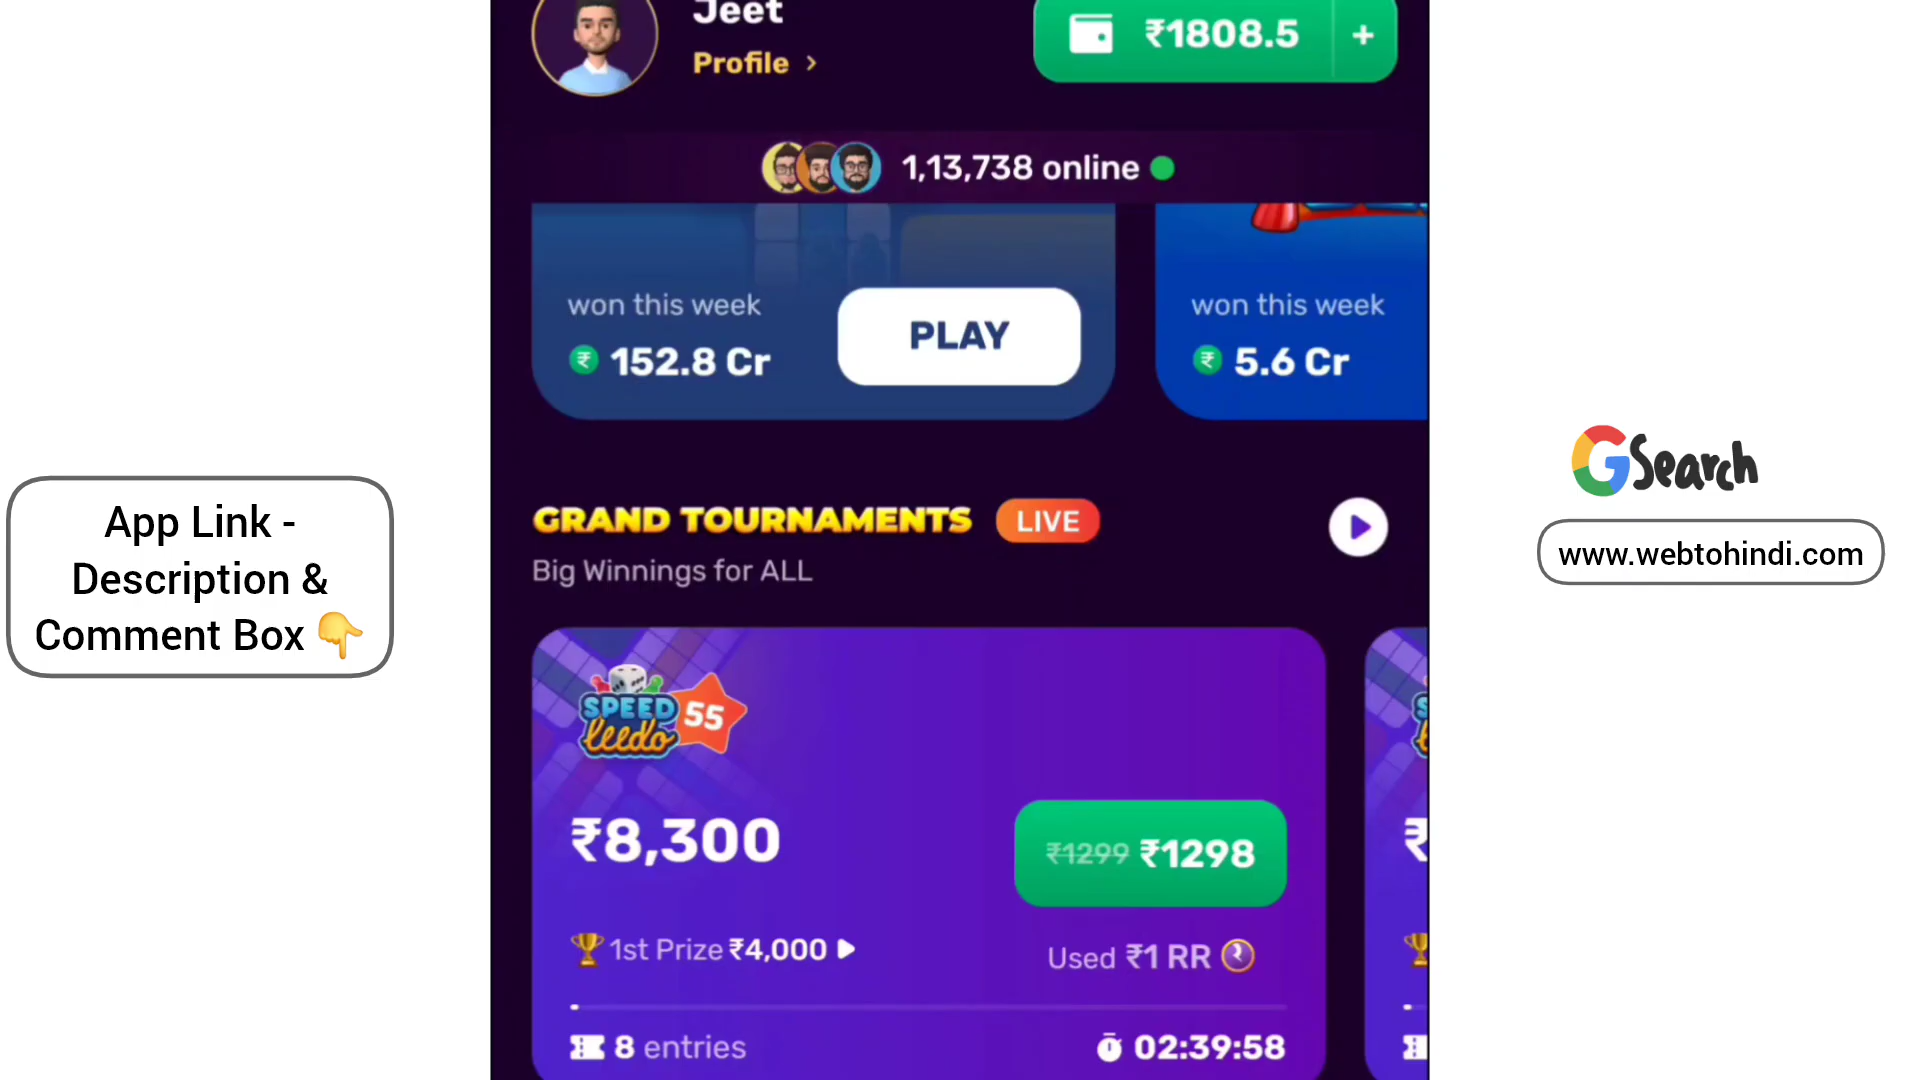 Jeet
Profile >
₹1808.5 +
1,13,738 online
won this week
₹ 152.8 Cr
PLAY
won this week
₹ 5.6 Cr
GRAND TOURNAMENTS LIVE
Big Winnings for ALL
SPEED
Leedo
55
₹8,300
₹1299 ₹1298
1st Prize ₹4,000
Used ₹1 RR
8 entries
02:39:58
App Link -
Description &
Comment Box 👇
GSearch
www.webtohindi.com